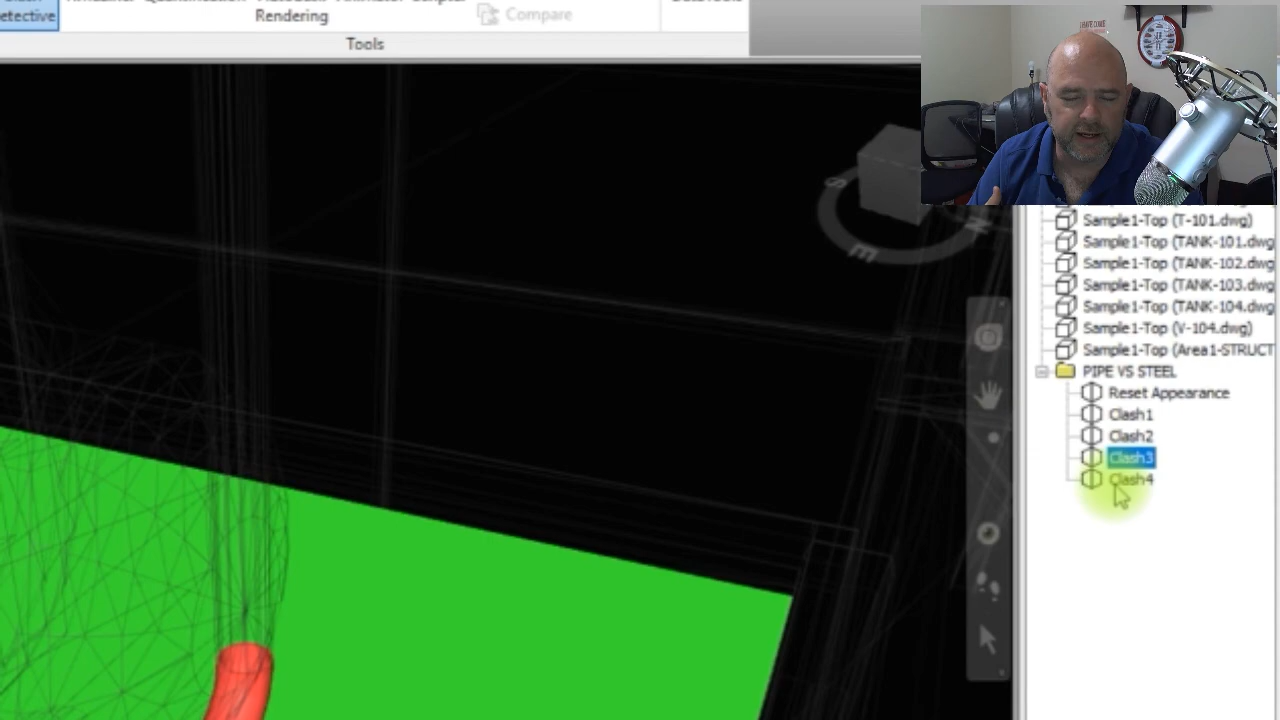 etective
Rendering
Compare
Tools
Sample1-Top (T-101.dwg)
Sample1-Top (TANK-101.dwg
Sample1-Top (TANK-102.dwg
Sample1-Top (TANK-103.dwg
Sample1-Top (TANK-104.dwg
Sample1-Top (V-104.dwg)
Sample1-Top (Area1-STRUCT
PIPE VS STEEL
Reset Appearance
Clash1
Clash2
Clash3
Clash4
S
E
N